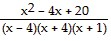 x2 – 4x + 20
(x – 4)(x + 4)(x + 1)